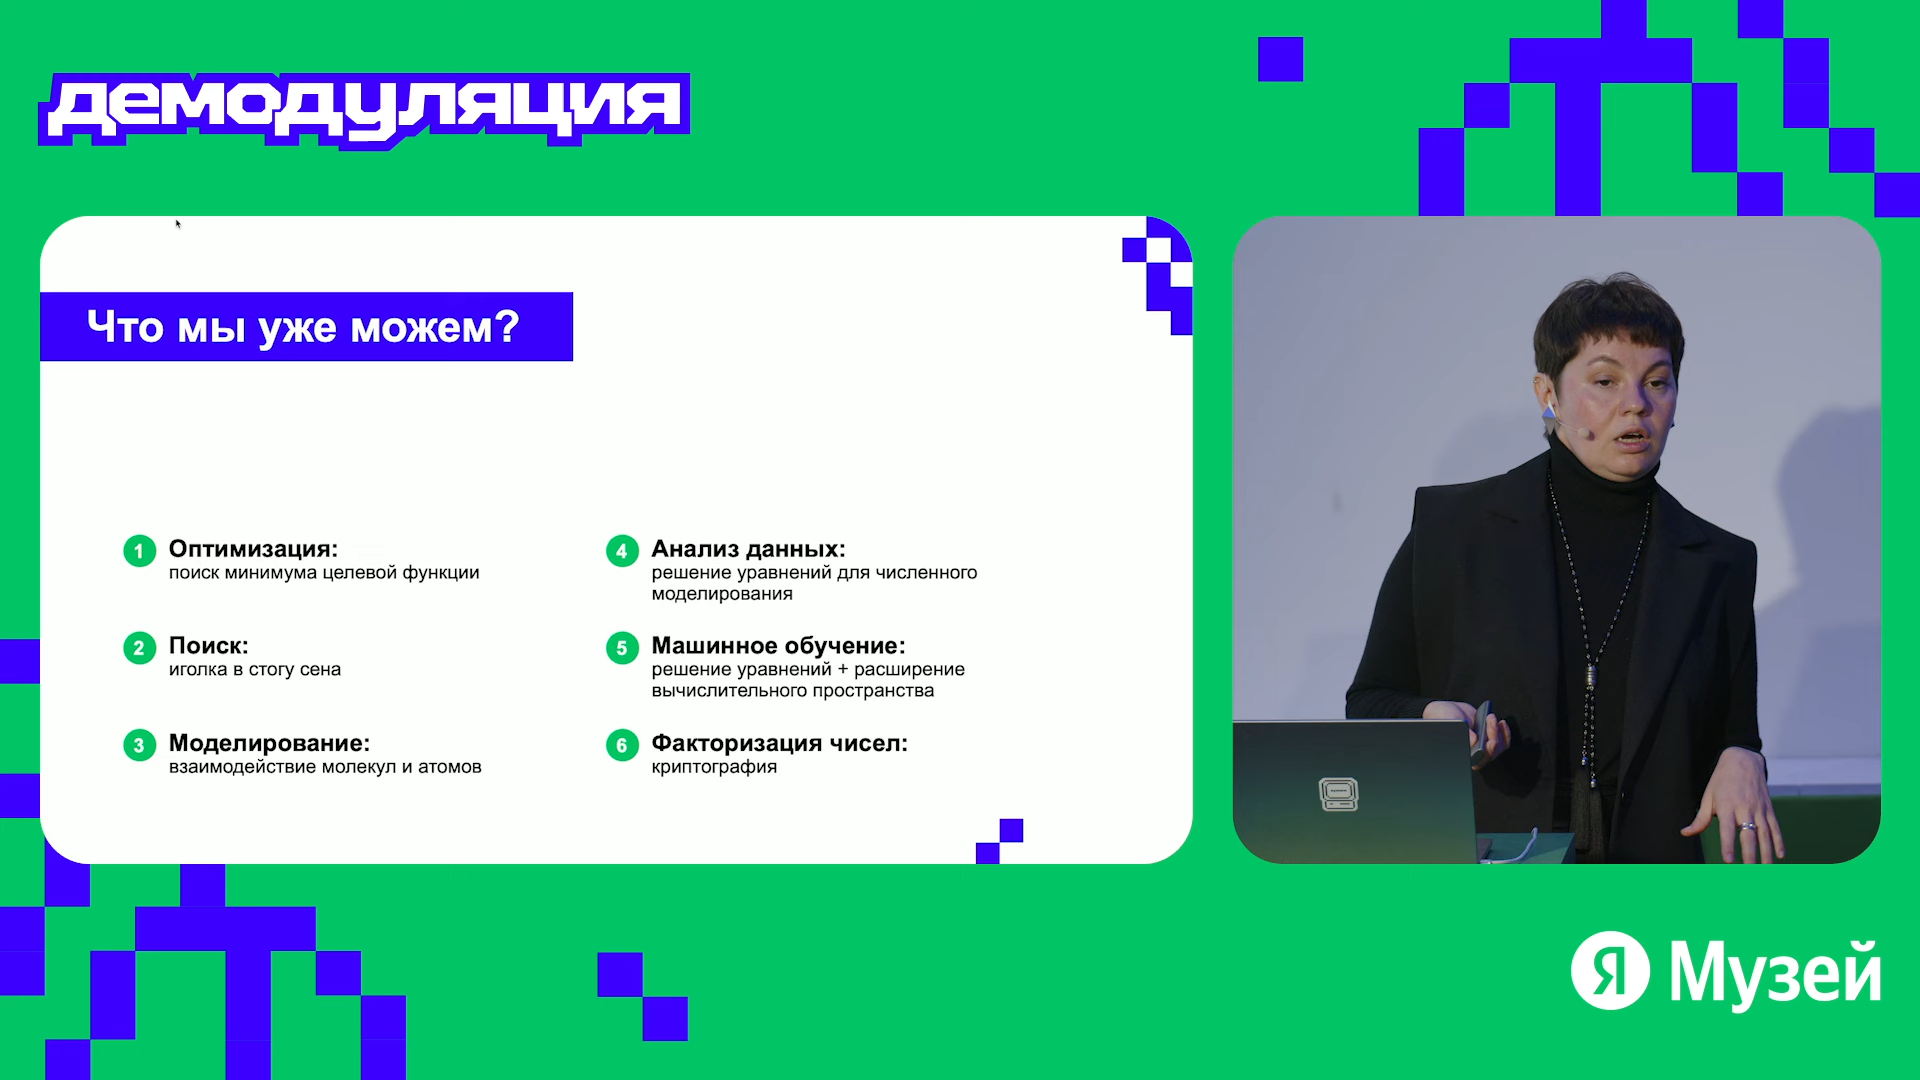 демодуляция
Что мы уже можем?
1 Оптимизация:
поиск минимума целевой функции
2 Поиск:
иголка в стогу сена
3 Моделирование:
взаимодействие молекул и атомов
4 Анализ данных:
решение уравнений для численного
моделирования
5 Машинное обучение:
решение уравнений + расширение
вычислительного пространства
6 Факторизация чисел:
криптография
Я Музей